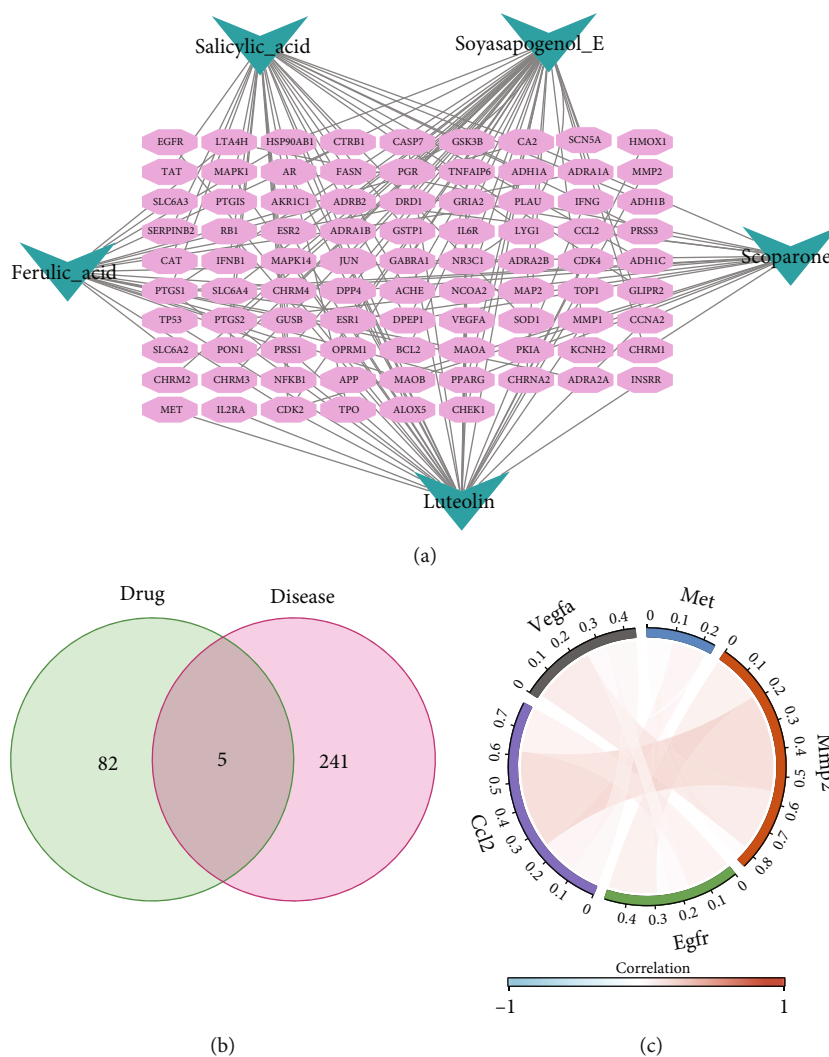 Salicylic_acid Soyasapogenol_E
EGFR LTA4H HSP90AB1 CTRB1 CASP7 GSK3B CA2 SCN5A HMOX1
TAT MAPK1 AR FASN PGR TNFAIP6 ADH1A ADRA1A MMP2
SLC6A3 PTGIS AKR1C1 ADRB2 DRD1 GRIA2 PLAU IFNG ADH1B
SERPINB2 RB1 ESR2 ADRA1B GSTP1 IL6R LYG1 CCL2 PRSS3
Ferulic_acid CAT IFNB1 MAPK14 JUN GABRA1 NR3C1 ADRA2B CDK4 ADH1C Scoparone
PTGS1 SLC6A4 CHRM4 DPP4 ACHE NCOA2 MAP2 TOP1 GLIPR2
TP53 PTGS2 GUSB ESR1 DPEP1 VEGFA SOD1 MMP1 CCNA2
SLC6A2 PON1 PRSS1 OPRM1 BCL2 MAOA PKIA KCNH2 CHRM1
CHRM2 CHRM3 NFKB1 APP MAOB PPARG CHRNA2 ADRA2A INSRR
MET IL2RA CDK2 TPO ALOX5 CHEK1
Luteolin
(a)
Drug Disease
82 5 241
(b)
Vegfa
0 0.1 0.2 0.3 0.4
Met
0 0.1 0.2
Mmp2
0 0.1 0.2 0.3 0.4 0.5 0.6 0.7 0.8
Egfr
0 0.1 0.2 0.3 0.4
Ccl2
0 0.1 0.2 0.3 0.4 0.5 0.6 0.7
Correlation
−1 1
(c)